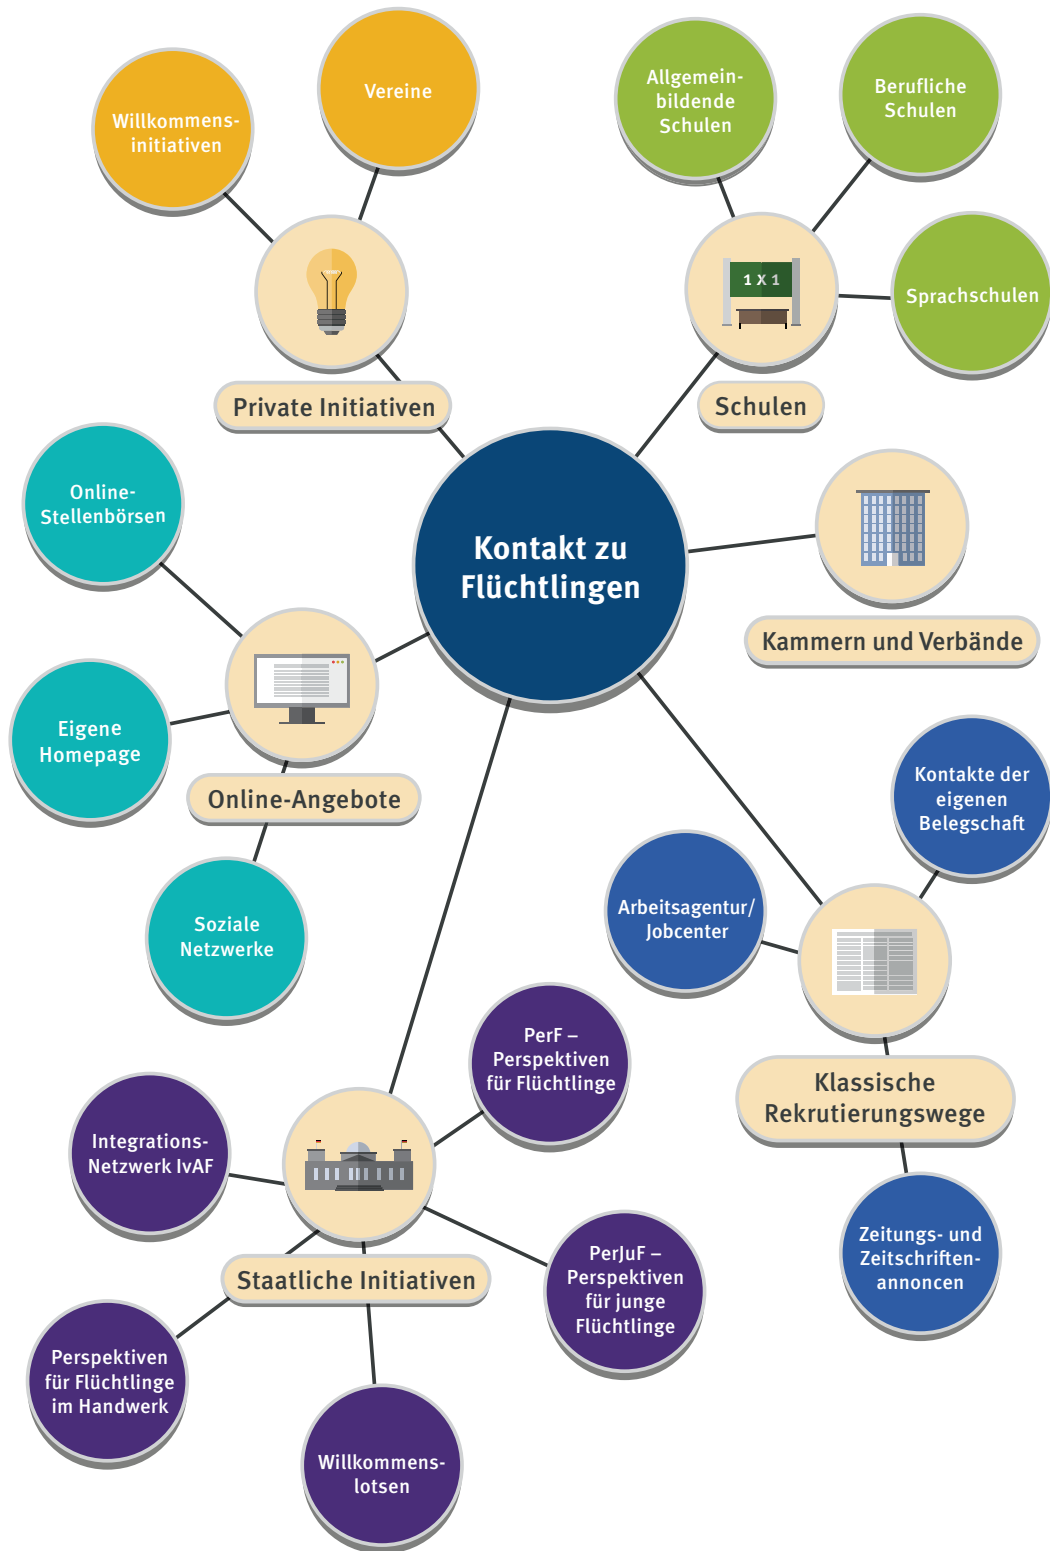 Willkommens-
initiativen
Vereine
Private Initiativen
Allgemein-
bildende
Schulen
Berufliche
Schulen
Sprachschulen
1 X 1
Schulen
Kontakt zu
Flüchtlingen
Kammern und Verbände
Online-
Stellenbörsen
Eigene
Homepage
Online-Angebote
Soziale
Netzwerke
Kontakte der
eigenen
Belegschaft
Arbeitsagentur/
Jobcenter
Klassische
Rekrutierungswege
Zeitungs- und
Zeitschriften-
annoncen
PerF –
Perspektiven
für Flüchtlinge
Integrations-
Netzwerk IvAF
Staatliche Initiativen
PerJuF –
Perspektiven
für junge
Flüchtlinge
Perspektiven
für Flüchtlinge
im Handwerk
Willkommens-
lotsen